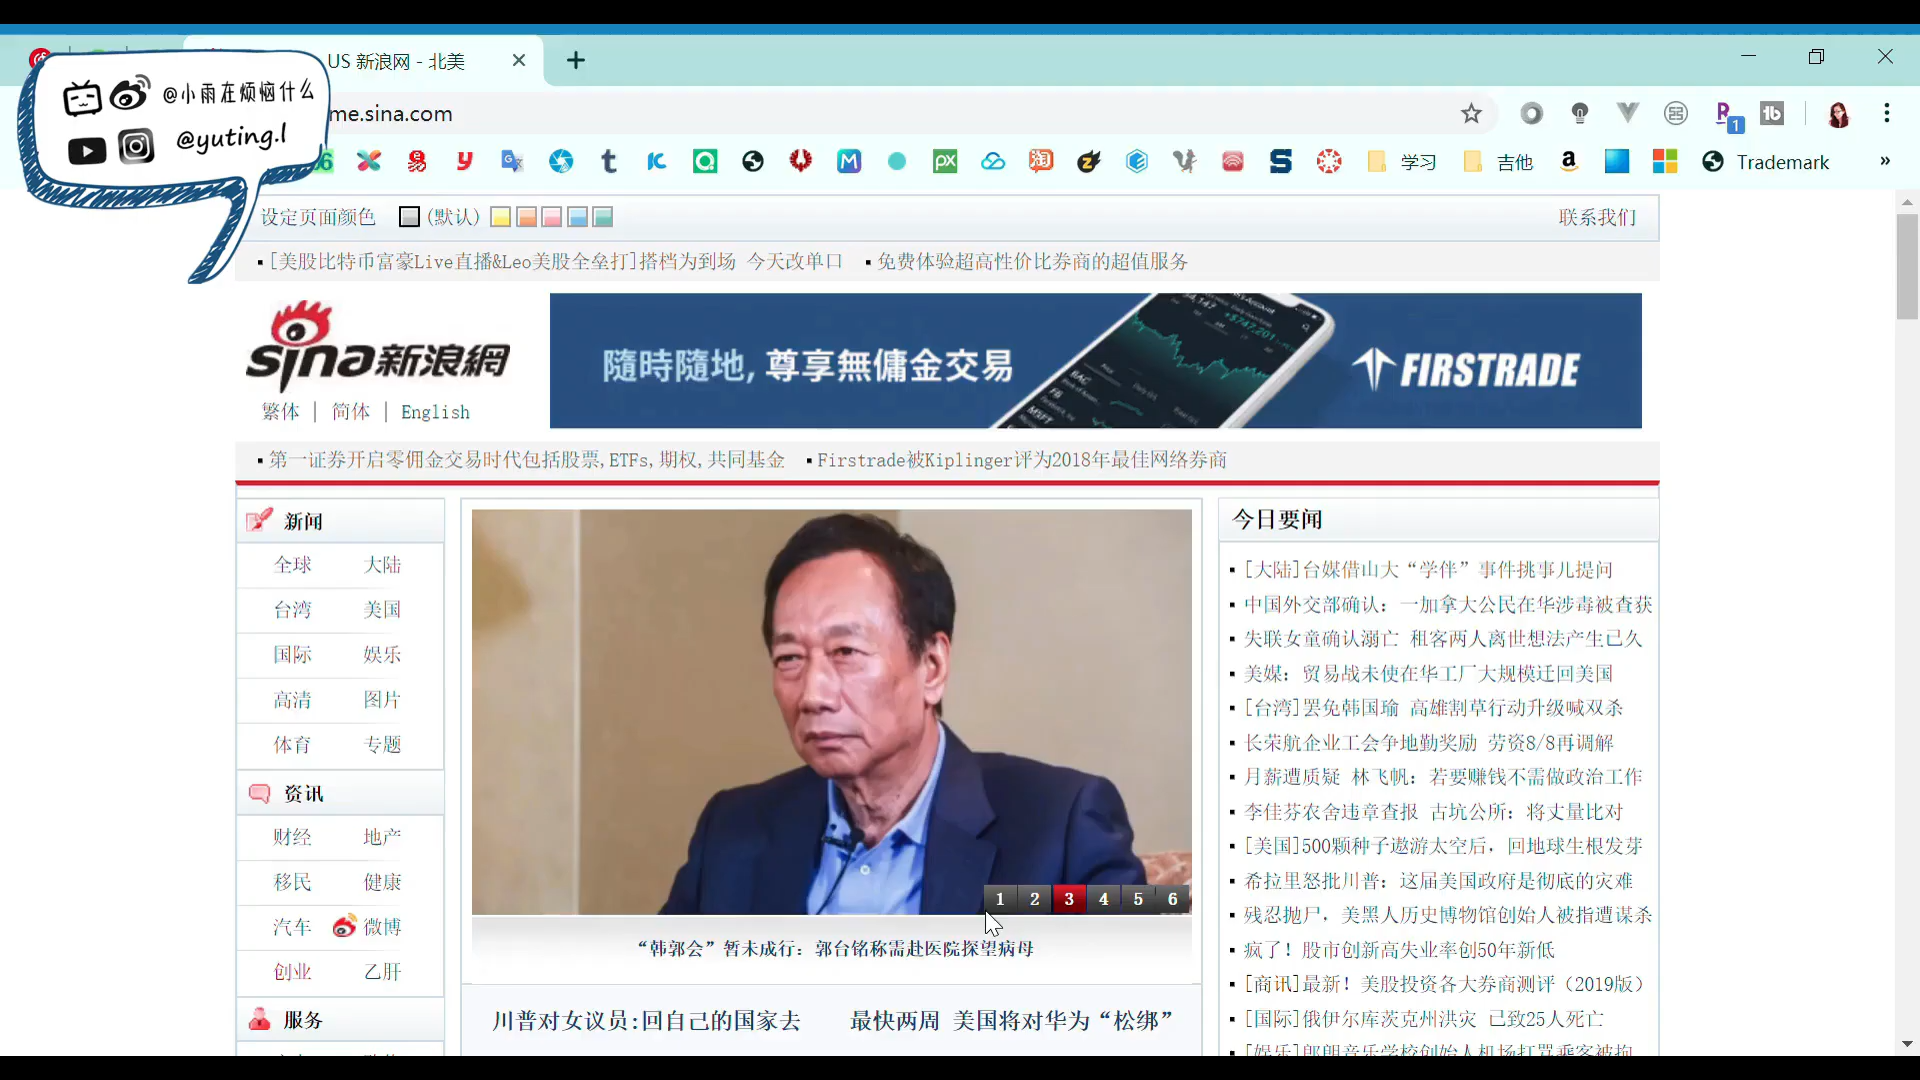 US 新浪网 - 北美
@小雨在烦恼什么
@yuting.l
me.sina.com
学习
吉他
Trademark
»
设定页面颜色 (默认)
联系我们
[美股比特币富豪Live直播&Leo美股全垒打]搭档为到场 今天改单口
免费体验超高性价比券商的超值服务
sina新浪網
繁体 | 简体 | English
隨時隨地, 尊享無傭金交易
FIRSTRADE
第一证券开启零佣金交易时代包括股票,ETFs,期权,共同基金
Firstrade被Kiplinger评为2018年最佳网络券商
新闻
全球 大陆
台湾 美国
国际 娱乐
高清 图片
体育 专题
资讯
财经 地产
移民 健康
汽车 微博
创业 乙肝
服务
1 2 3 4 5 6
“韩郭会”暂未成行：郭台铭称需赴医院探望病母
川普对女议员:回自己的国家去
最快两周 美国将对华为“松绑”
今日要闻
[大陆]台媒借山大“学伴”事件挑事儿提问
中国外交部确认：一加拿大公民在华涉毒被查获
失联女童确认溺亡 租客两人离世想法产生已久
美媒：贸易战未使在华工厂大规模迁回美国
[台湾]罢免韩国瑜 高雄割草行动升级喊双杀
长荣航企业工会争地勤奖励 劳资8/8再调解
月薪遭质疑 林飞帆：若要赚钱不需做政治工作
李佳芬农舍违章查报 古坑公所：将丈量比对
[美国]500颗种子遨游太空后，回地球生根发芽
希拉里怒批川普：这届美国政府是彻底的灾难
残忍抛尸，美黑人历史博物馆创始人被指遭谋杀
疯了！股市创新高失业率创50年新低
[商讯]最新！美股投资各大券商测评（2019版）
[国际]俄伊尔库茨克州洪灾 已致25人死亡